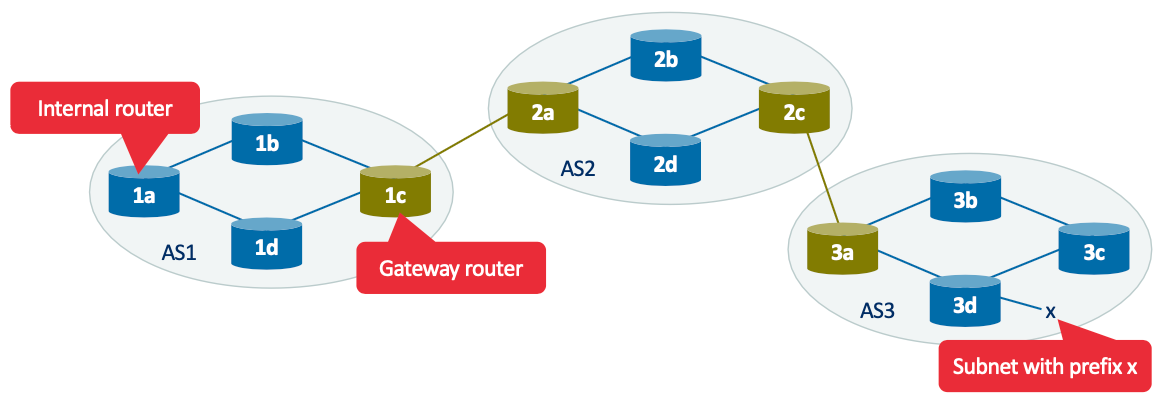 Internal router
1a
1b
1c
1d
AS1
Gateway router
2a
2b
2c
2d
AS2
3a
3b
3c
3d
AS3
x
Subnet with prefix x